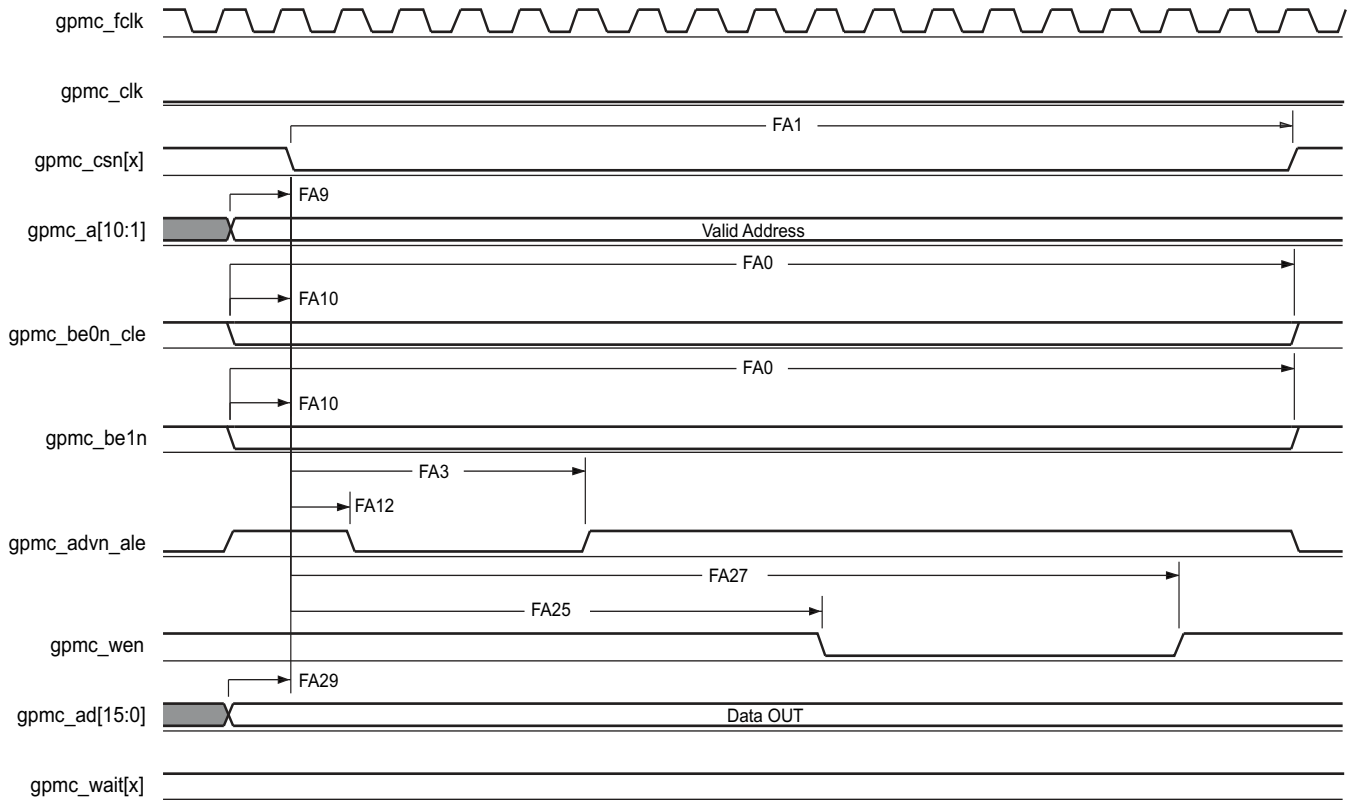 gpmc_fclk
gpmc_clk
FA1
gpmc_csn[x]
FA9
gpmc_a[10:1]
Valid Address
FA0
FA10
gpmc_be0n_cle
FA0
FA10
gpmc_be1n
FA3
FA12
gpmc_advn_ale
FA27
FA25
gpmc_wen
FA29
gpmc_ad[15:0]
Data OUT
gpmc_wait[x]